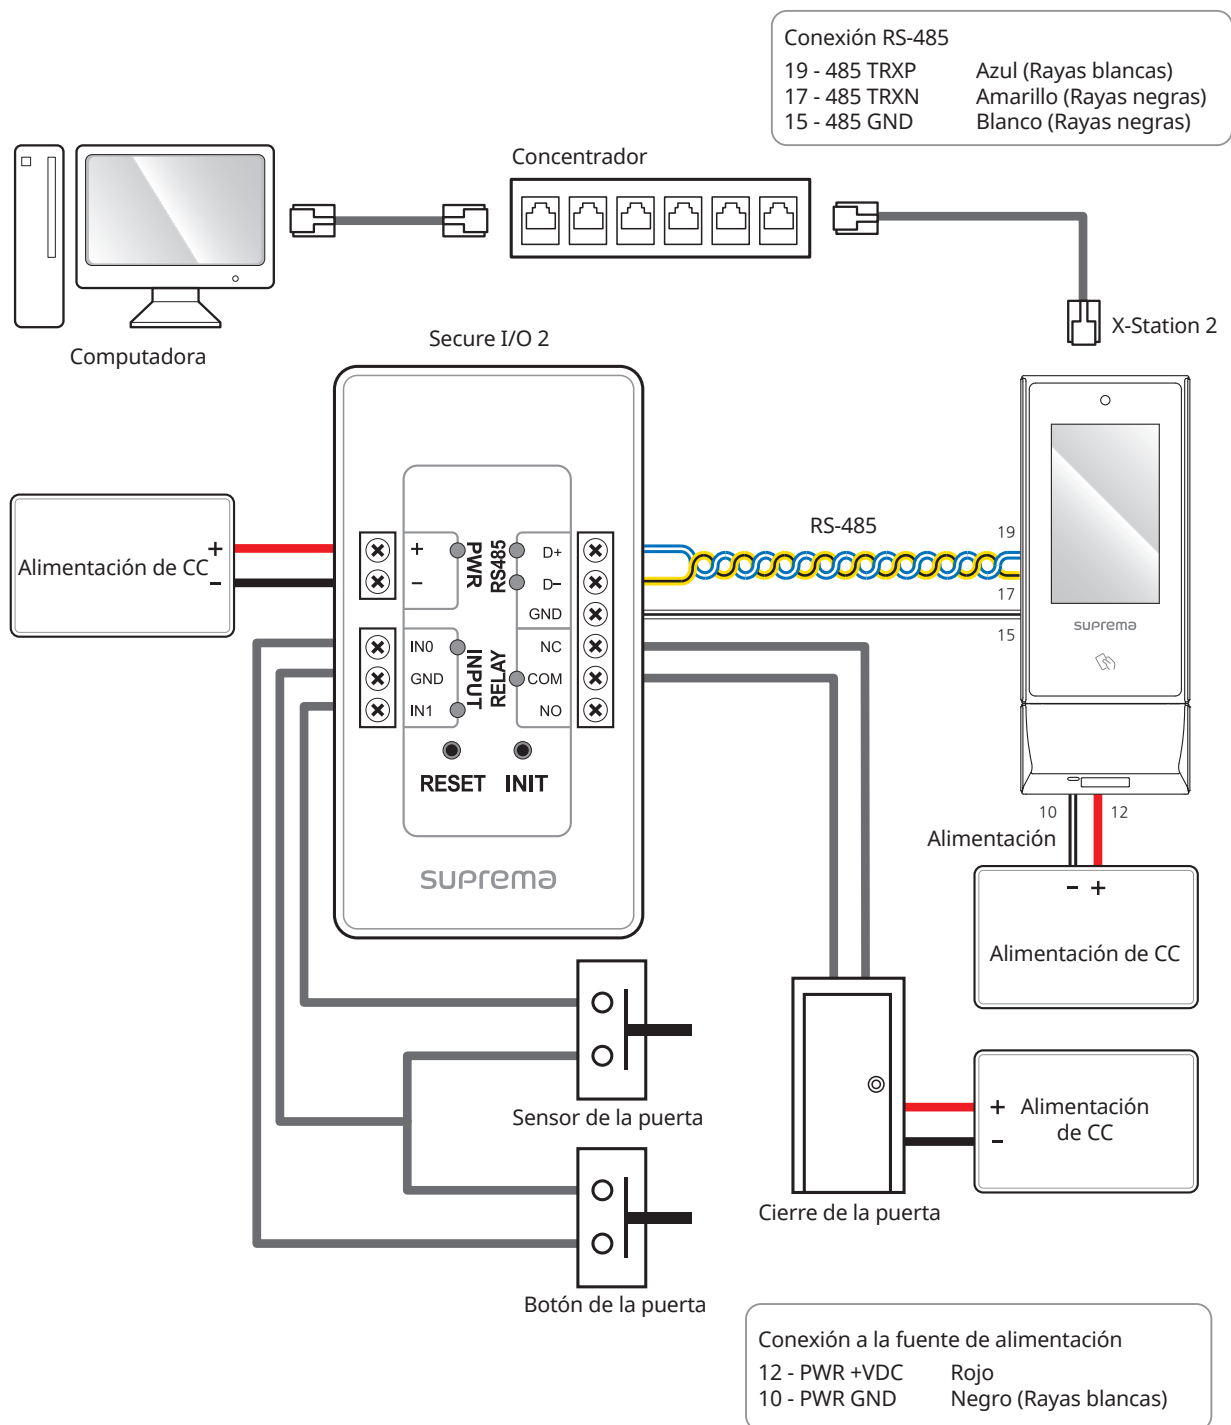 Conexión RS-485
19 - 485 TRXP Azul (Rayas blancas)
17 - 485 TRXN Amarillo (Rayas negras)
15 - 485 GND Blanco (Rayas negras)
Concentrador
Computadora
X-Station 2
Secure I/O 2
Alimentación de CC
+
−
+
−
PWR
RS485
D+
D−
GND
IN0
GND
IN1
INPUT
RELAY
NC
COM
NO
RESET INIT
suprema
RS-485
19
17
15
suprema
10
12
Alimentación
− +
Alimentación de CC
Sensor de la puerta
Botón de la puerta
Cierre de la puerta
+
−
Alimentación
de CC
Conexión a la fuente de alimentación
12 - PWR +VDC Rojo
10 - PWR GND Negro (Rayas blancas)